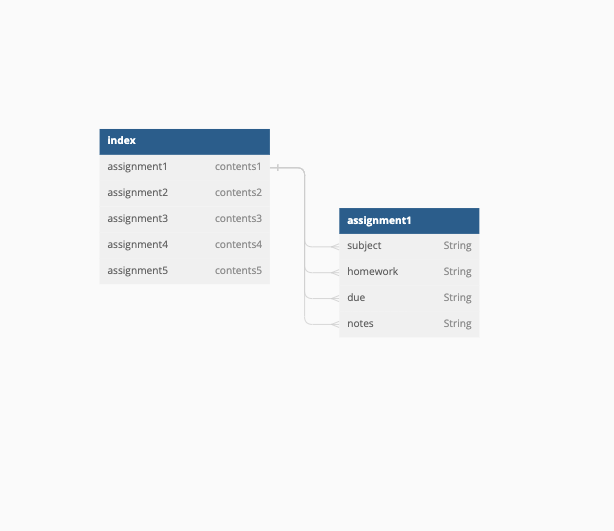 index
assignment1 contents1
assignment2 contents2
assignment3 contents3
assignment4 contents4
assignment5 contents5
assignment1
subject String
homework String
due String
notes String